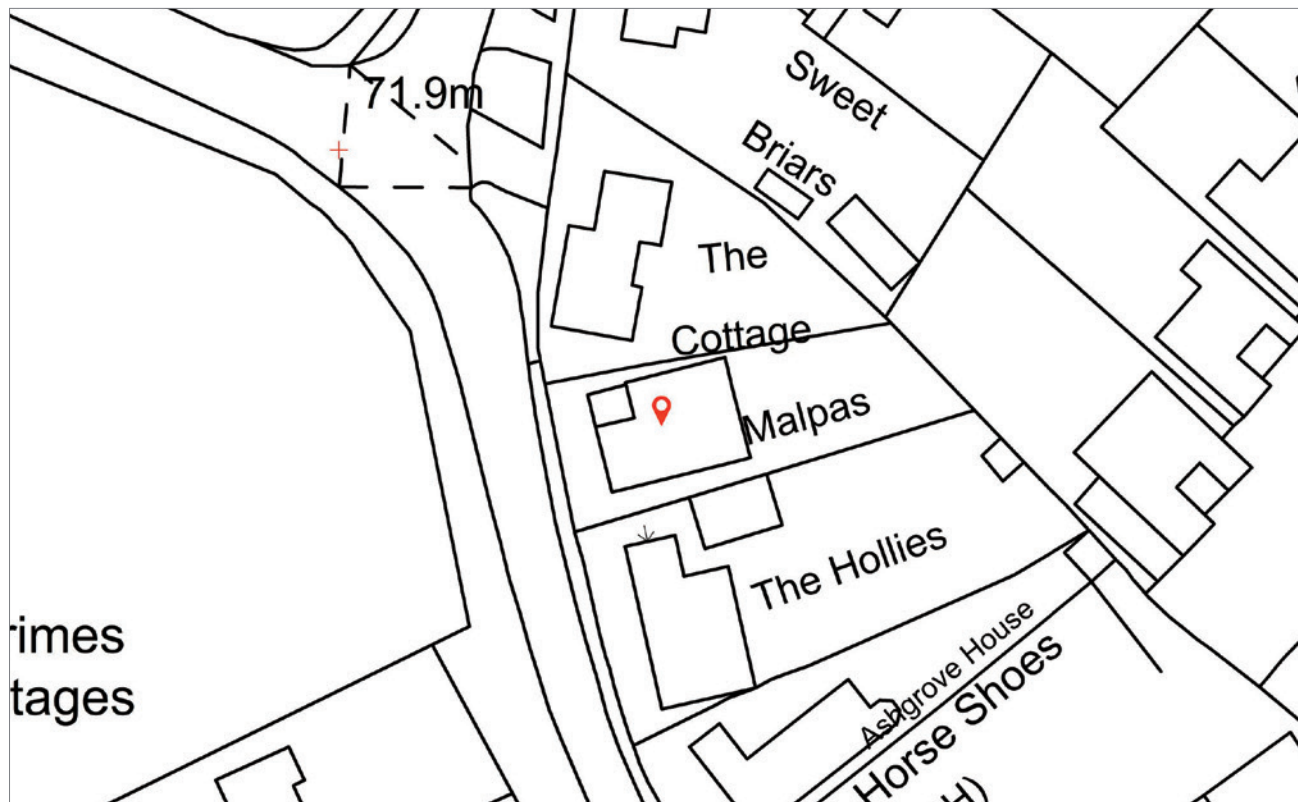 71.9m
Sweet
Briars
The
Cottage
Malpas
The Hollies
rimes
tages
Ashgrove House
Horse Shoes
H)